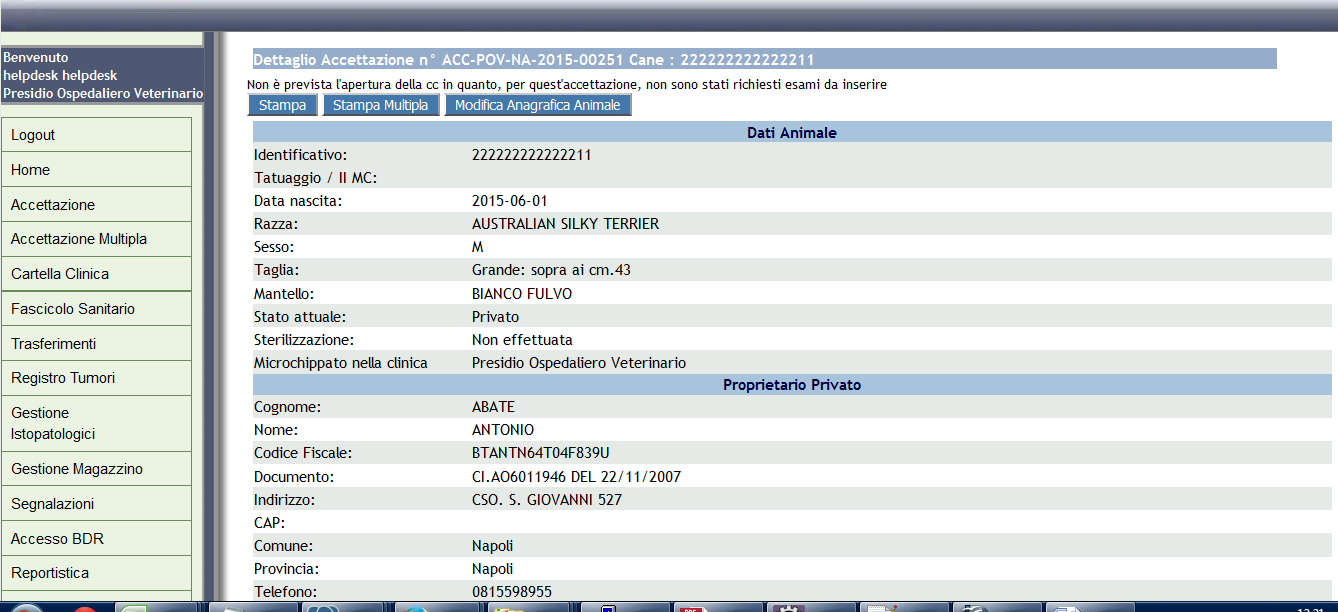 Benvenuto
helpdesk helpdesk
Presidio Ospedaliero Veterinario
Logout
Home
Accettazione
Accettazione Multipla
Cartella Clinica
Fascicolo Sanitario
Trasferimenti
Registro Tumori
Gestione
Istopatologici
Gestione Magazzino
Segnalazioni
Accesso BDR
Reportistica
Dettaglio Accettazione n° ACC-POV-NA-2015-00251 Cane : 222222222222211
Non è prevista l'apertura della cc in quanto, per quest'accettazione, non sono stati richiesti esami da inserire
Stampa Stampa Multipla Modifica Anagrafica Animale
Dati Animale
Identificativo: 222222222222211
Tatuaggio / II MC:
Data nascita: 2015-06-01
Razza: AUSTRALIAN SILKY TERRIER
Sesso: M
Taglia: Grande: sopra ai cm.43
Mantello: BIANCO FULVO
Stato attuale: Privato
Sterilizzazione: Non effettuata
Microchippato nella clinica Presidio Ospedaliero Veterinario
Proprietario Privato
Cognome: ABATE
Nome: ANTONIO
Codice Fiscale: BTANTN64T04F839U
Documento: CI.AO6011946 DEL 22/11/2007
Indirizzo: CSO. S. GIOVANNI 527
CAP:
Comune: Napoli
Provincia: Napoli
Telefono: 0815598955